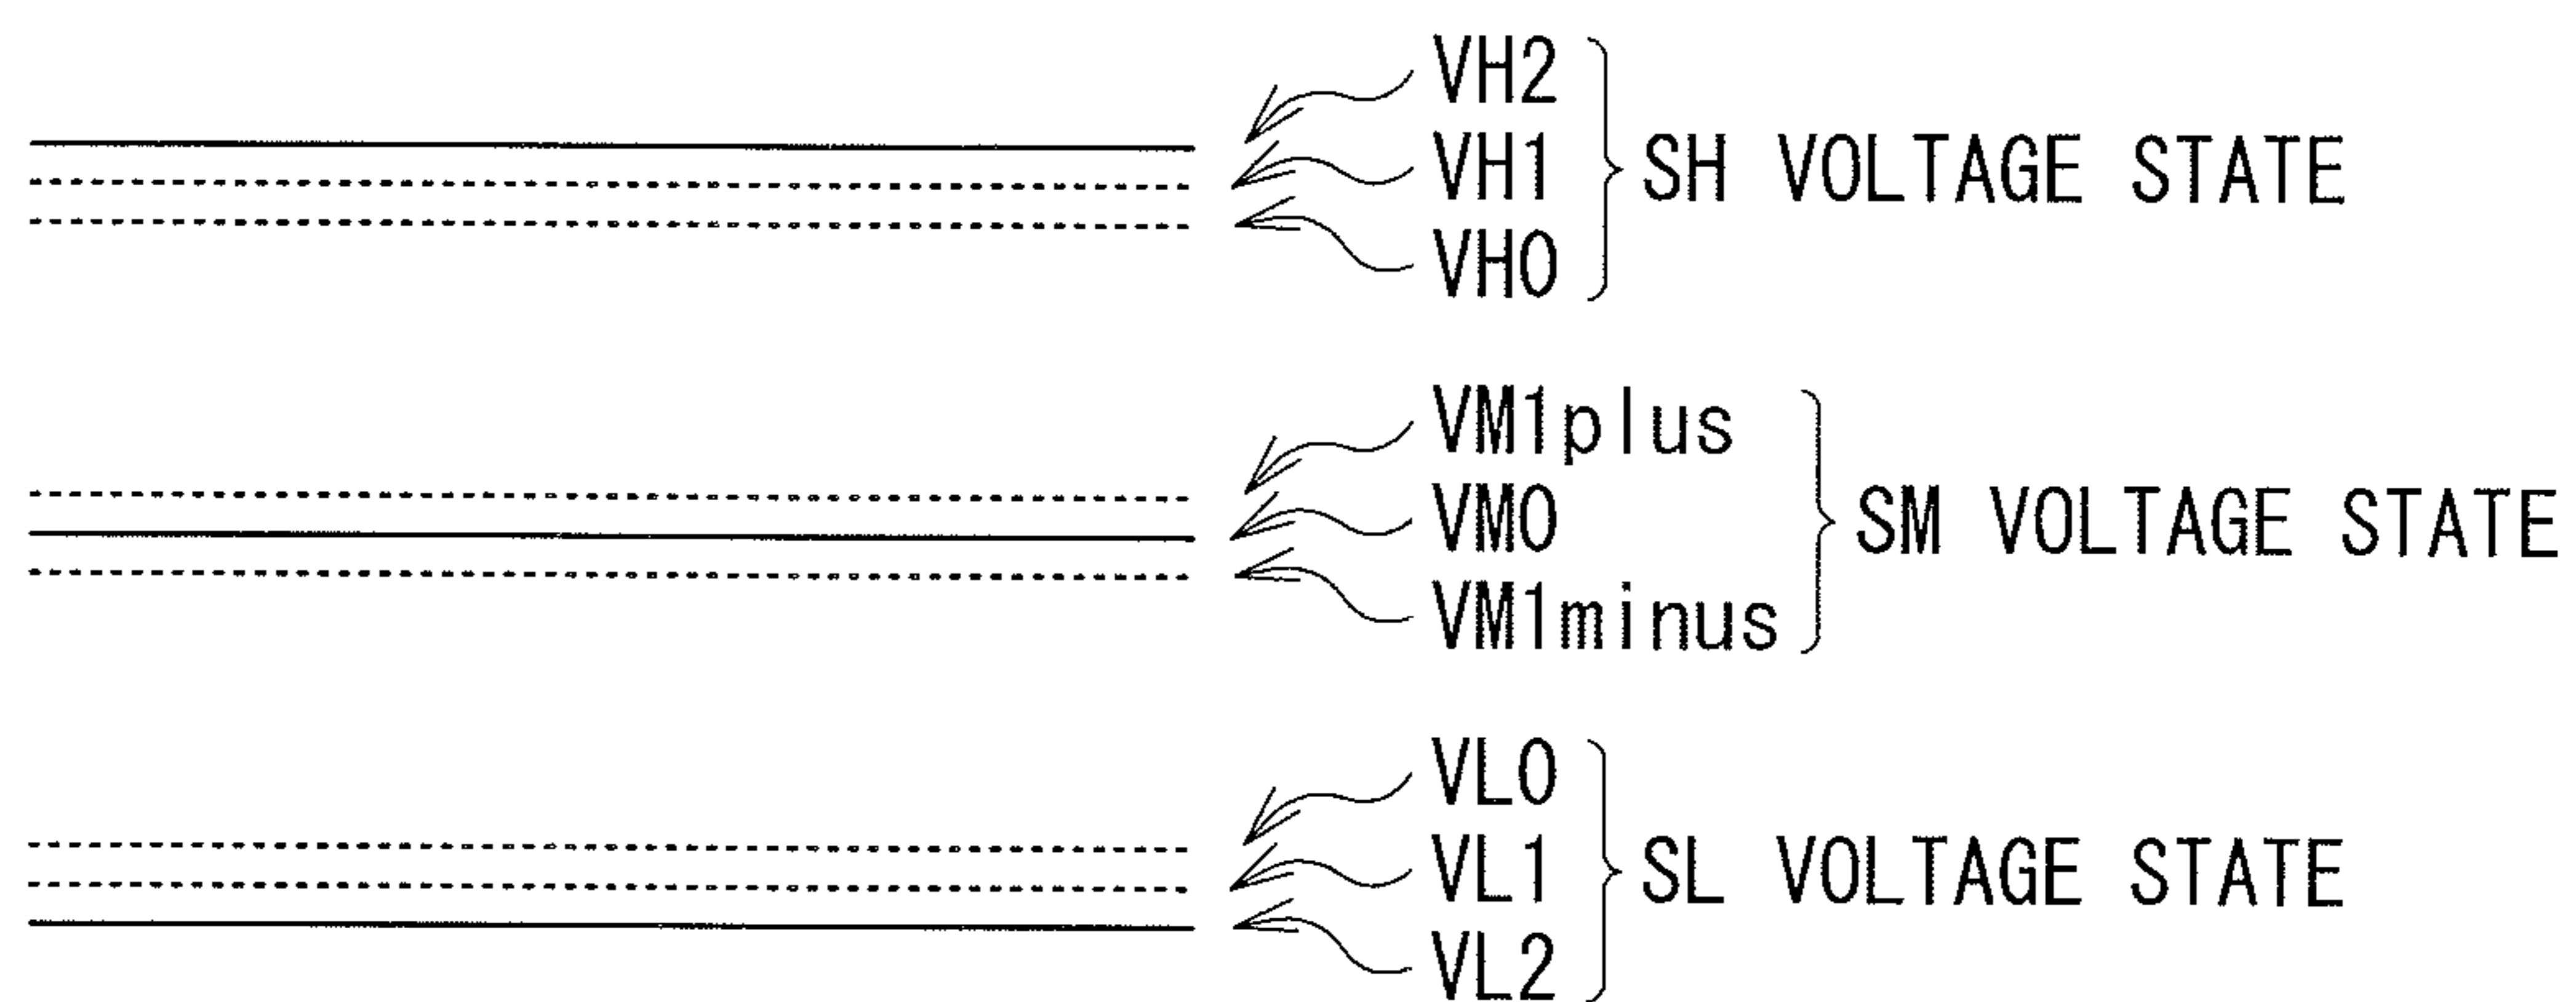 VH2
VH1
VH0
SH VOLTAGE STATE
VM1plus
VM0
VM1minus
SM VOLTAGE STATE
VL0
VL1
VL2
SL VOLTAGE STATE